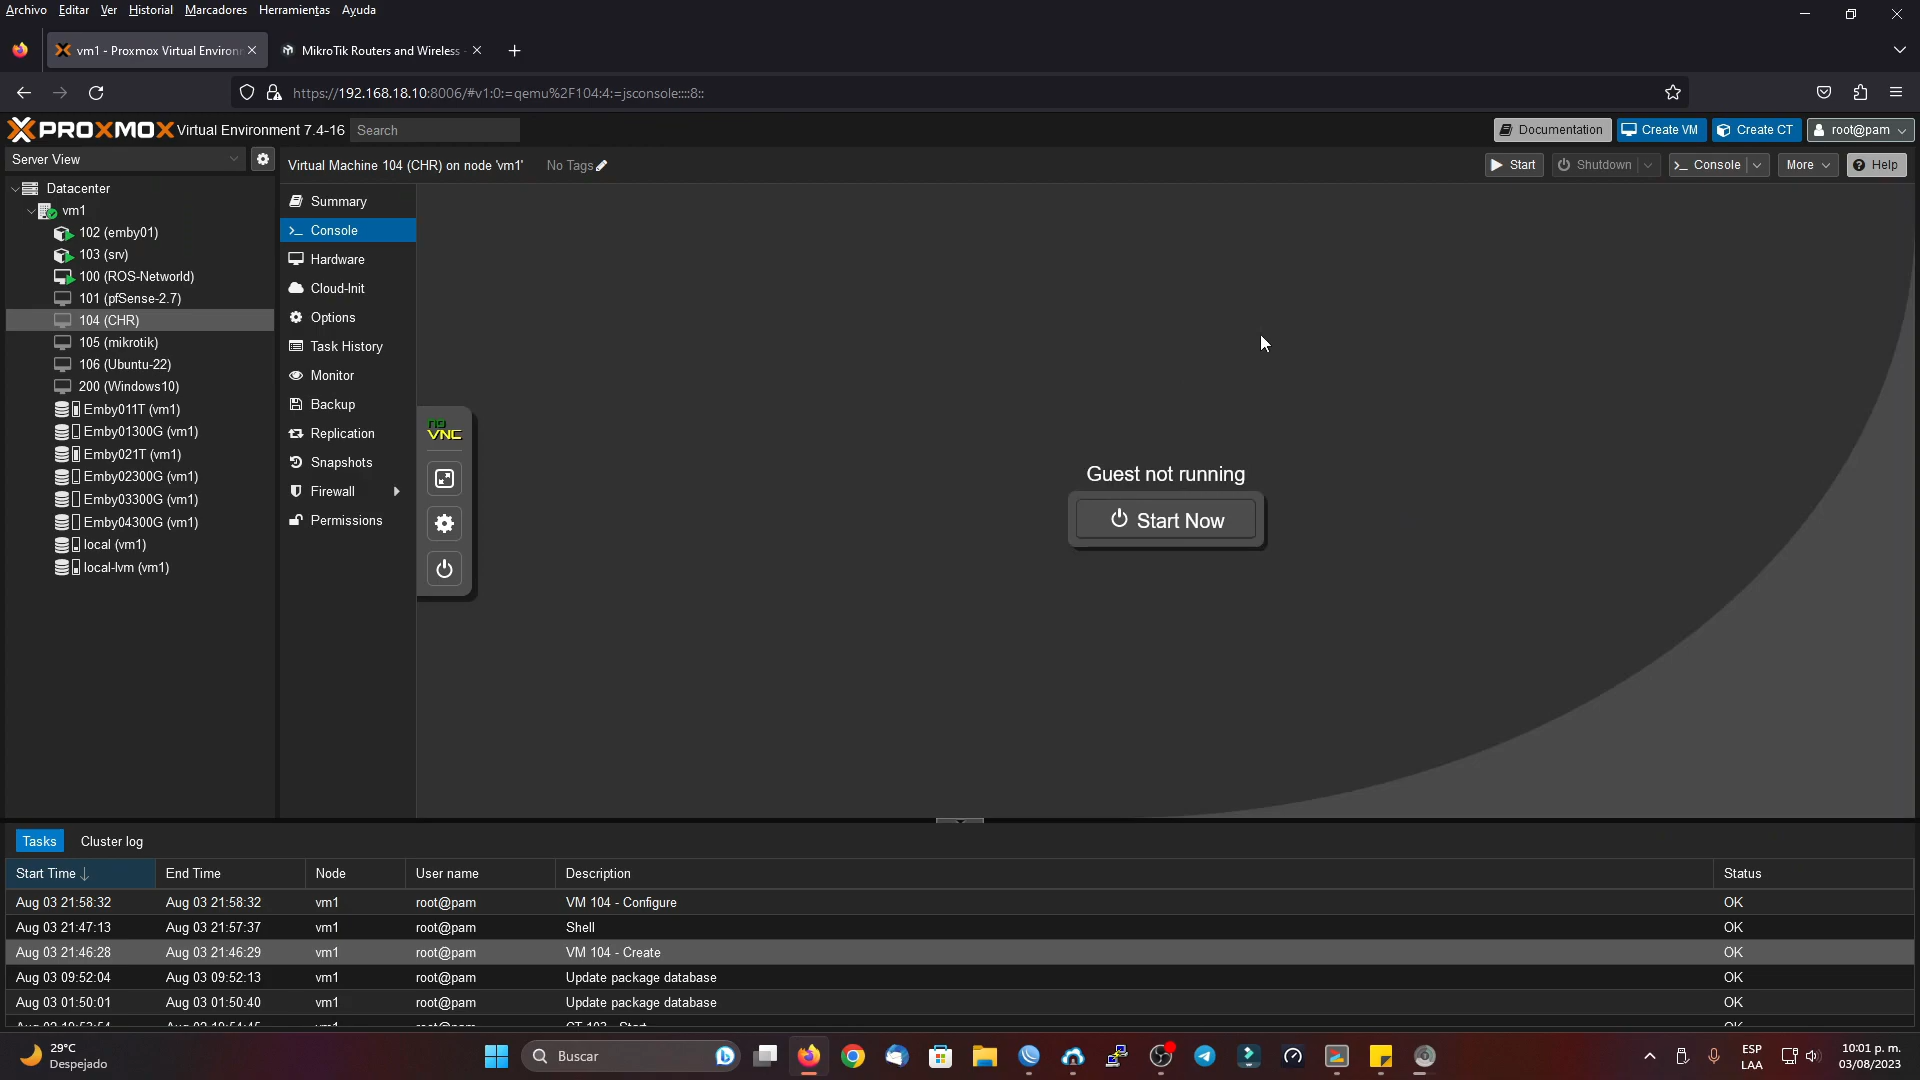 Archivo Editar Ver Historial Marcadores Herramientas Ayuda
vm1 - Proxmox Virtual Environ
MikroTik Routers and Wireless -
https://192.168.18.10:8006/#v1:0:=qemu%2F104:4:=jsconsole::::8::
PROXMOX Virtual Environment 7.4-16 Search
Documentation Create VM Create CT root@pam
Server View
Virtual Machine 104 (CHR) on node 'vm1' No Tags
Start Shutdown Console More Help
Datacenter
vm1
102 (emby01)
103 (srv)
100 (ROS-Networld)
101 (pfSense-2.7)
104 (CHR)
105 (mikrotik)
106 (Ubuntu-22)
200 (Windows10)
Emby011T (vm1)
Emby01300G (vm1)
Emby021T (vm1)
Emby02300G (vm1)
Emby03300G (vm1)
Emby04300G (vm1)
local (vm1)
local-lvm (vm1)
Summary
Console
Hardware
Cloud-Init
Options
Task History
Monitor
Backup
Replication
Snapshots
Firewall
Permissions
no
VNC
Guest not running
Start Now
Tasks Cluster log
Start Time End Time Node User name Description Status
Aug 03 21:58:32 Aug 03 21:58:32 vm1 root@pam VM 104 - Configure OK
Aug 03 21:47:13 Aug 03 21:57:37 vm1 root@pam Shell OK
Aug 03 21:46:28 Aug 03 21:46:29 vm1 root@pam VM 104 - Create OK
Aug 03 09:52:04 Aug 03 09:52:13 vm1 root@pam Update package database OK
Aug 03 01:50:01 Aug 03 01:50:40 vm1 root@pam Update package database OK
29°C
Despejado
Buscar
ESP
LAA
10:01 p. m.
03/08/2023